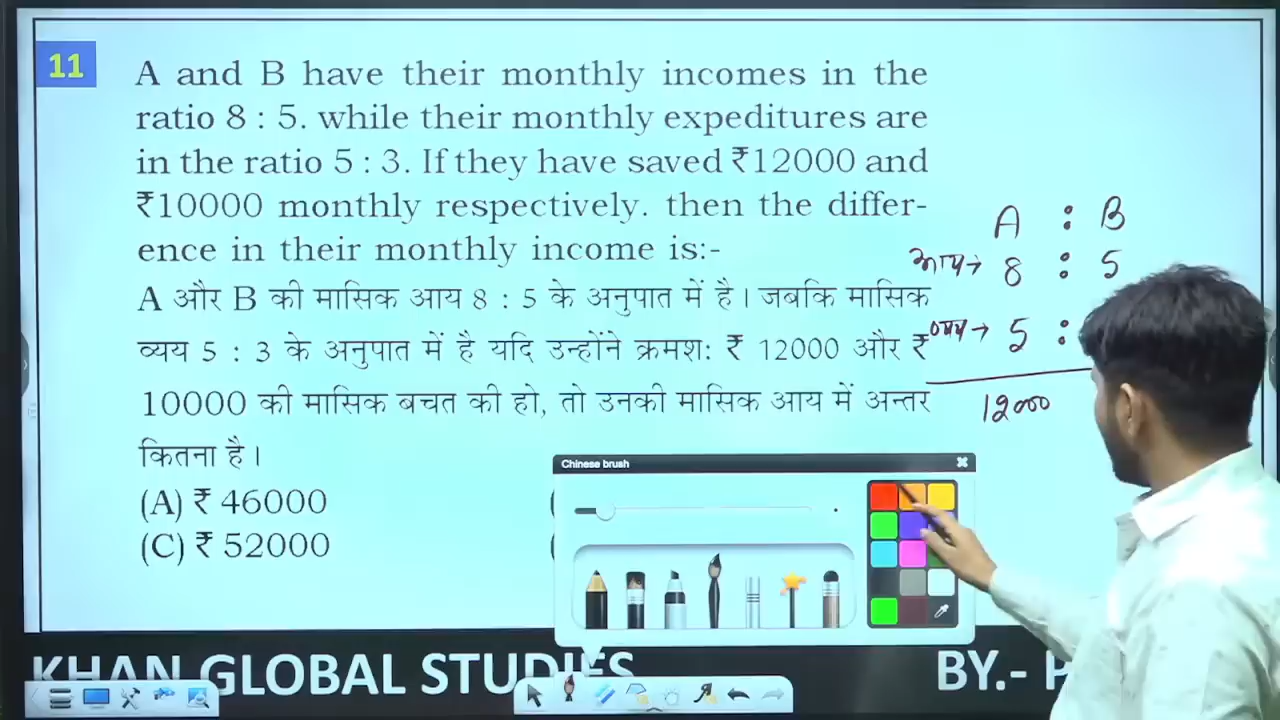 11
A and B have their monthly incomes in the
ratio 8 : 5. while their monthly expeditures are
in the ratio 5 : 3. If they have saved ₹12000 and
₹10000 monthly respectively. then the differ-
ence in their monthly income is:-
A और B की मासिक आय 8 : 5 के अनुपात में है। जबकि मासिक
व्यय 5 : 3 के अनुपात में है यदि उन्होंने क्रमशः ₹ 12000 और ₹
10000 की मासिक बचत की हो, तो उनकी मासिक आय में अन्तर
कितना है।
(A) ₹ 46000
(C) ₹ 52000
A : B
आय→ 8 : 5
व्यय→ 5 :
12000
Chinese brush
KHAN GLOBAL STUDIES
BY.- P